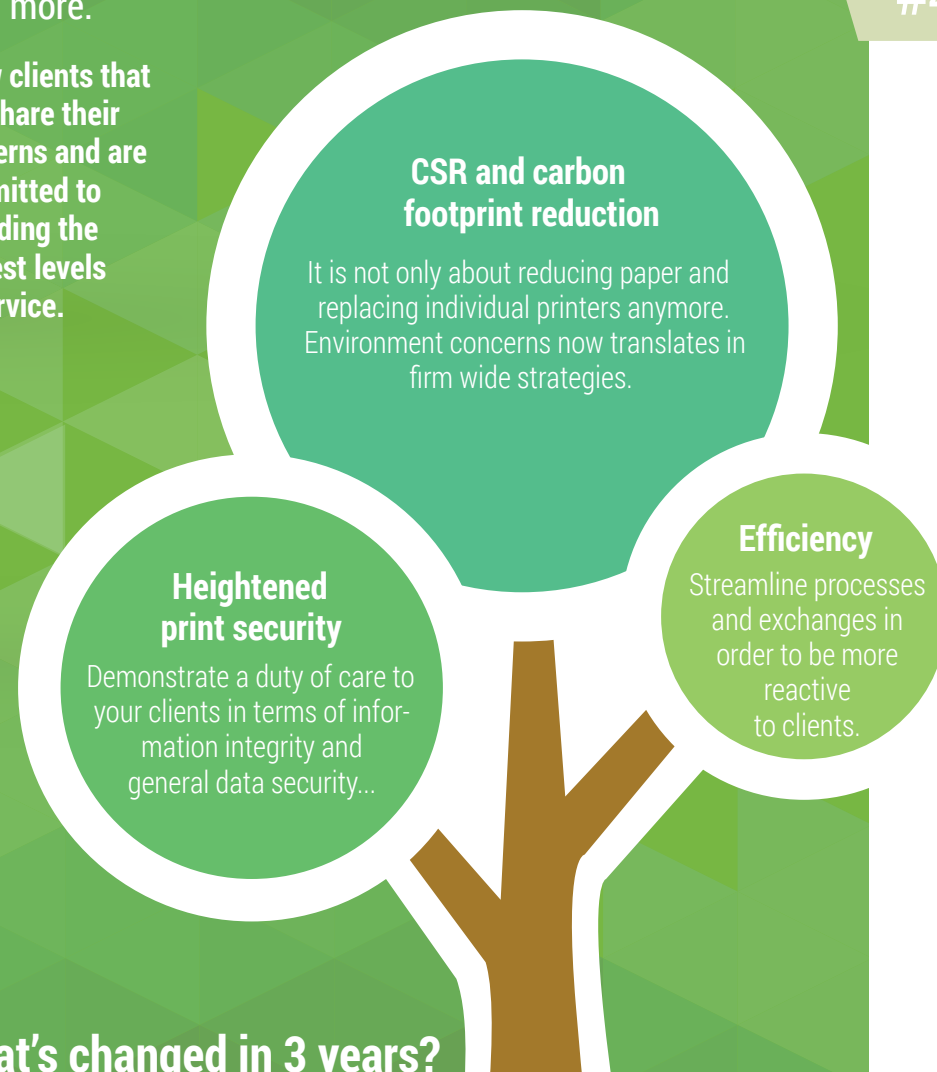 more.
#4
clients that
hare their
erns and are
mitted to
ding the
est levels
rvice.
CSR and carbon
footprint reduction
It is not only about reducing paper and
replacing individual printers anymore.
Environment concerns now translates in
firm wide strategies.
Heightened
print security
Demonstrate a duty of care to
your clients in terms of infor-
mation integrity and
general data security...
Efficiency
Streamline processes
and exchanges in
order to be more
reactive
to clients.
at's changed in 3 years?